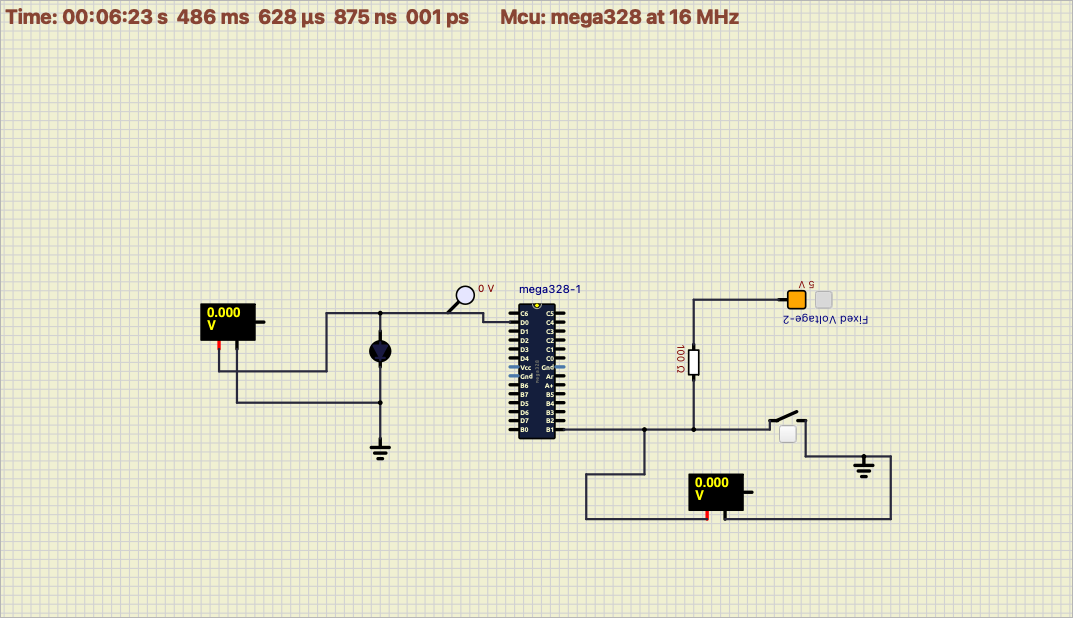 Time: 00:06:23 s 486 ms 628 µs 875 ns 001 ps Mcu: mega328 at 16 MHz
0 V
mega328-1
5 V
Fixed Voltage-2
0.000
V
C6 C5
D0 C4
D1 C3
D2 C2
D3 C1
D4 C0
Vcc Gnd
Gnd Ar
B6 A+
B7 B5
D5 B4
D6 B3
D7 B2
B0 B1
mega328
100 Ω
0.000
V